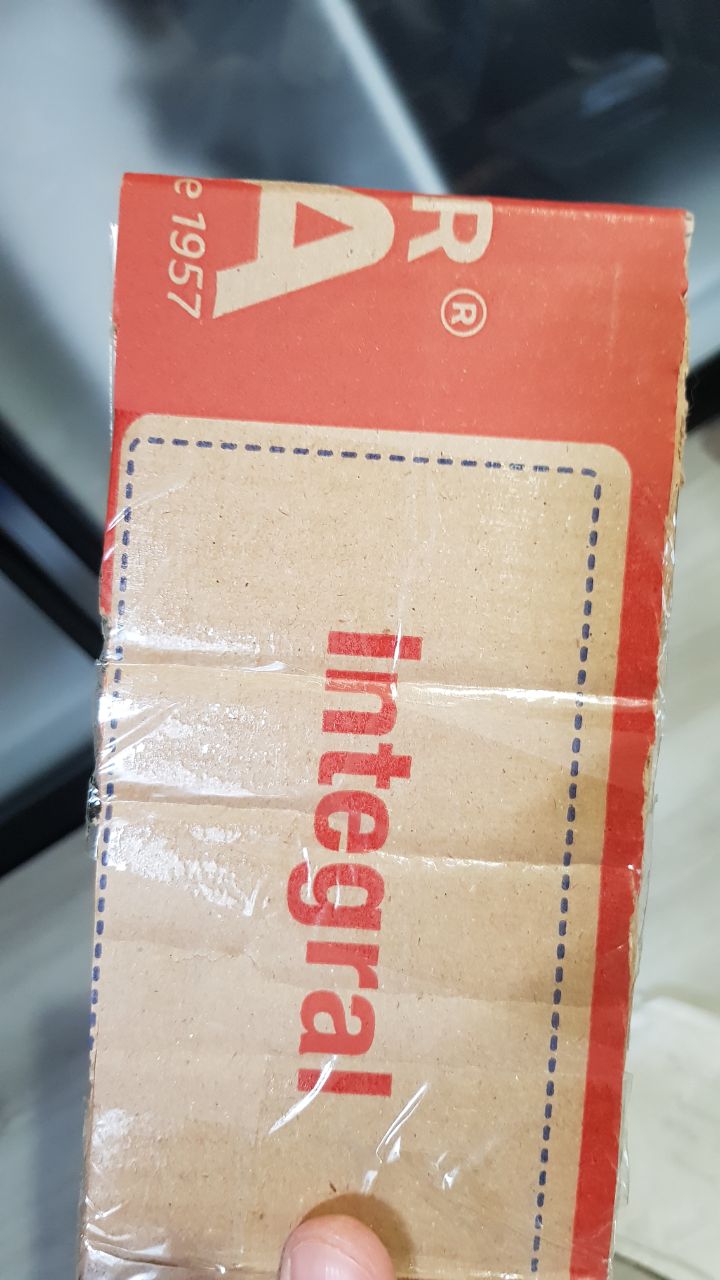 R®
A
e 1957
Integral